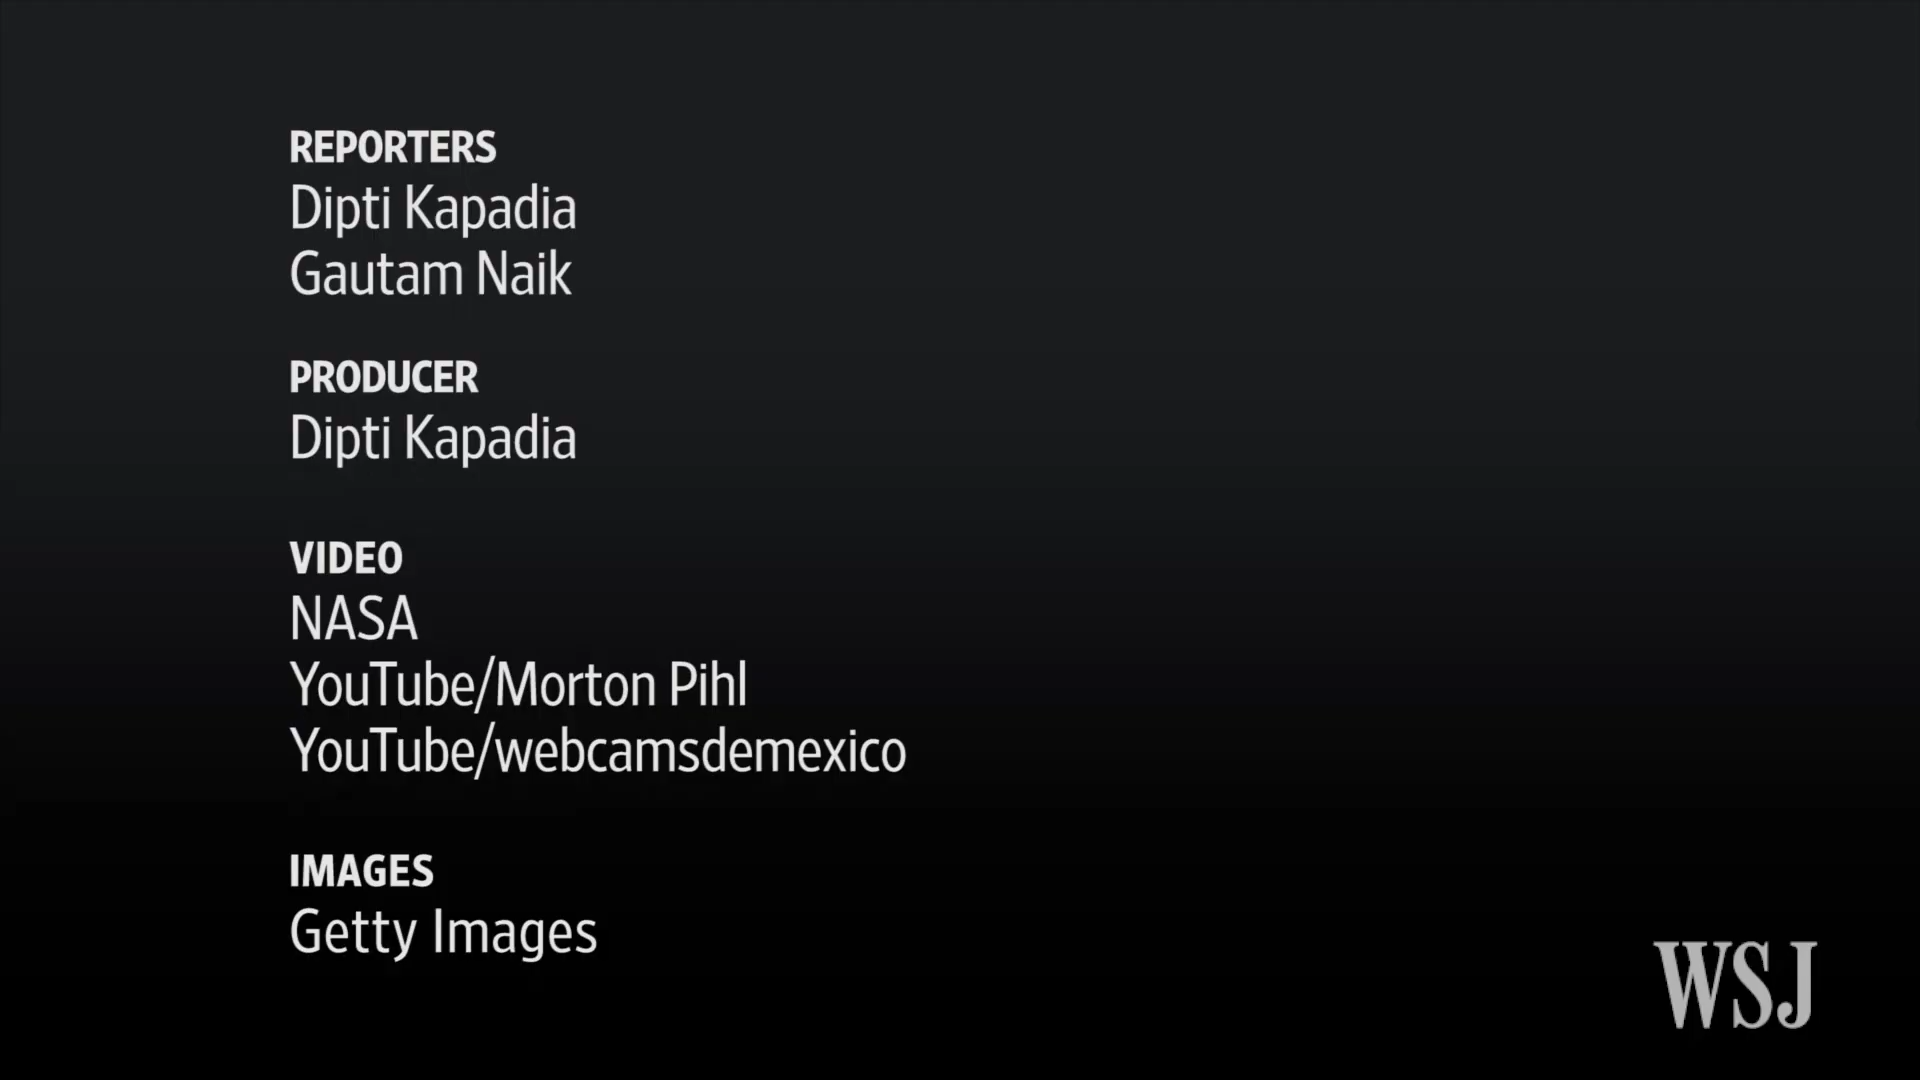 REPORTERS
Dipti Kapadia
Gautam Naik
PRODUCER
Dipti Kapadia
VIDEO
NASA
YouTube/Morton Pihl
YouTube/webcamsdemexico
IMAGES
Getty Images
WSJ